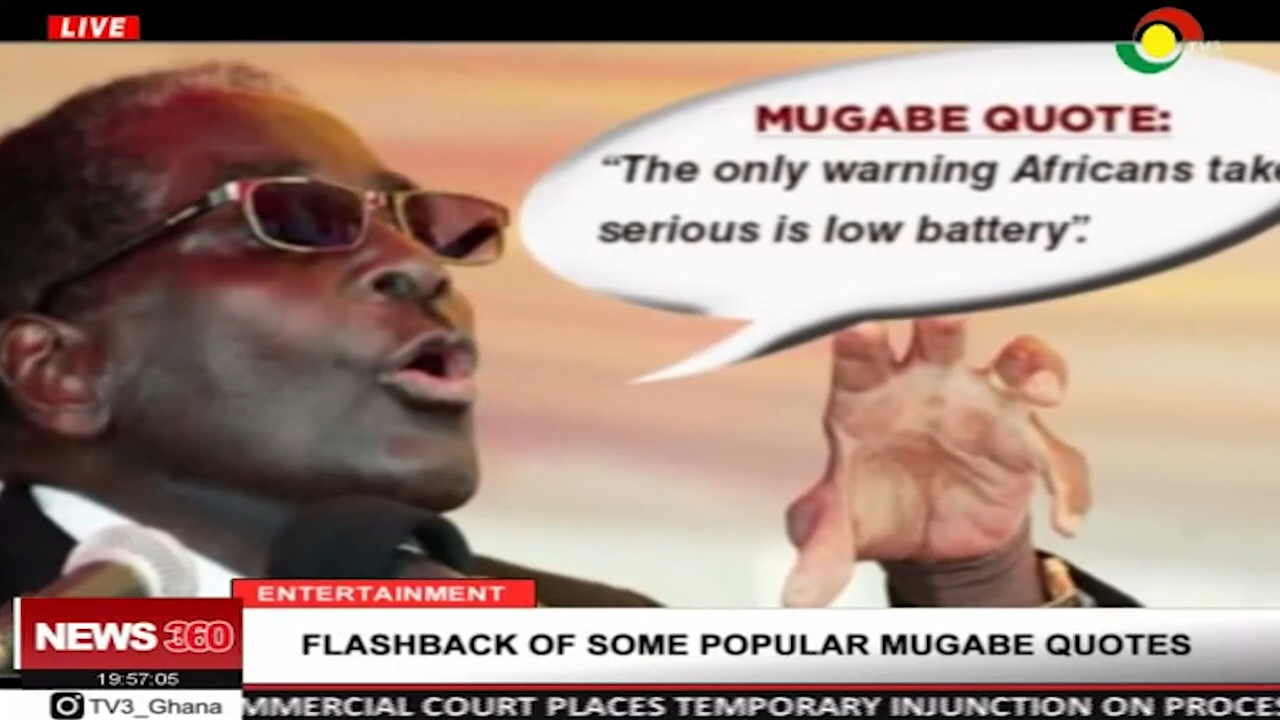 LIVE
TV3
MUGABE QUOTE:
“The only warning Africans take
serious is low battery”.
ENTERTAINMENT
NEWS 360
FLASHBACK OF SOME POPULAR MUGABE QUOTES
19:57:05
TV3_Ghana
MMERCIAL COURT PLACES TEMPORARY INJUNCTION ON PROCES